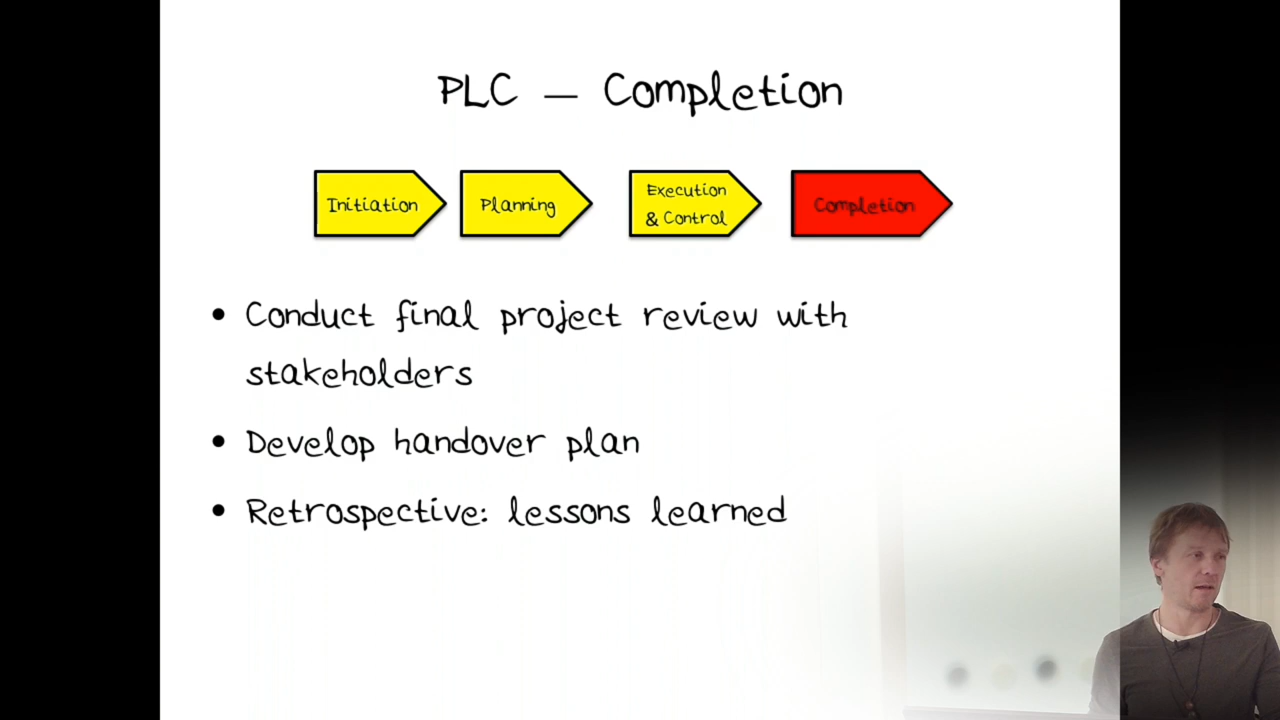 PLC — Completion
Initiation
Planning
Execution
& Control
Completion
• Conduct final project review with
stakeholders
• Develop handover plan
• Retrospective: lessons learned